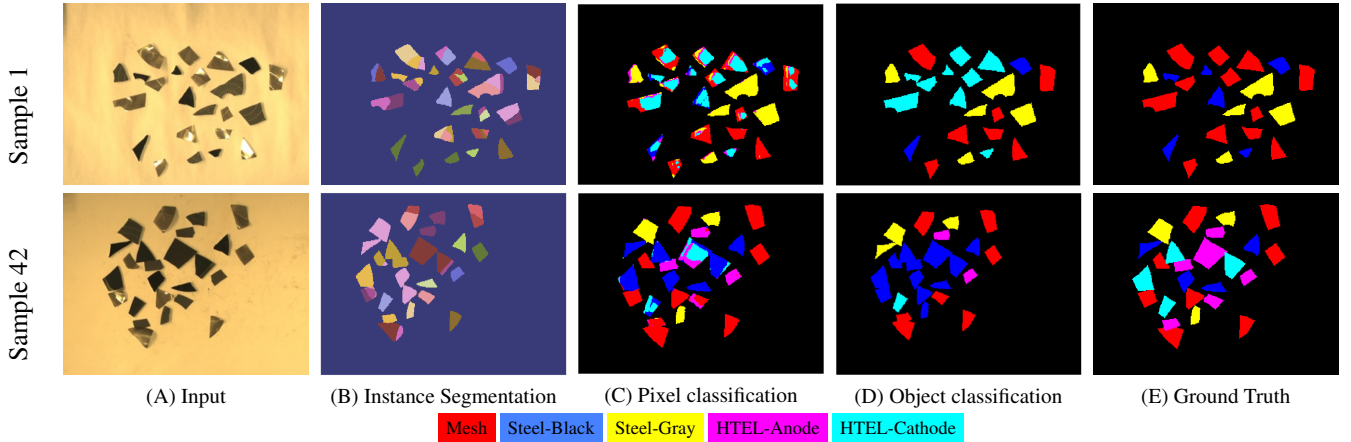 Sample 1
Sample 42
(A) Input
(B) Instance Segmentation
(C) Pixel classification
(D) Object classification
(E) Ground Truth
Mesh
Steel-Black
Steel-Gray
HTEL-Anode
HTEL-Cathode